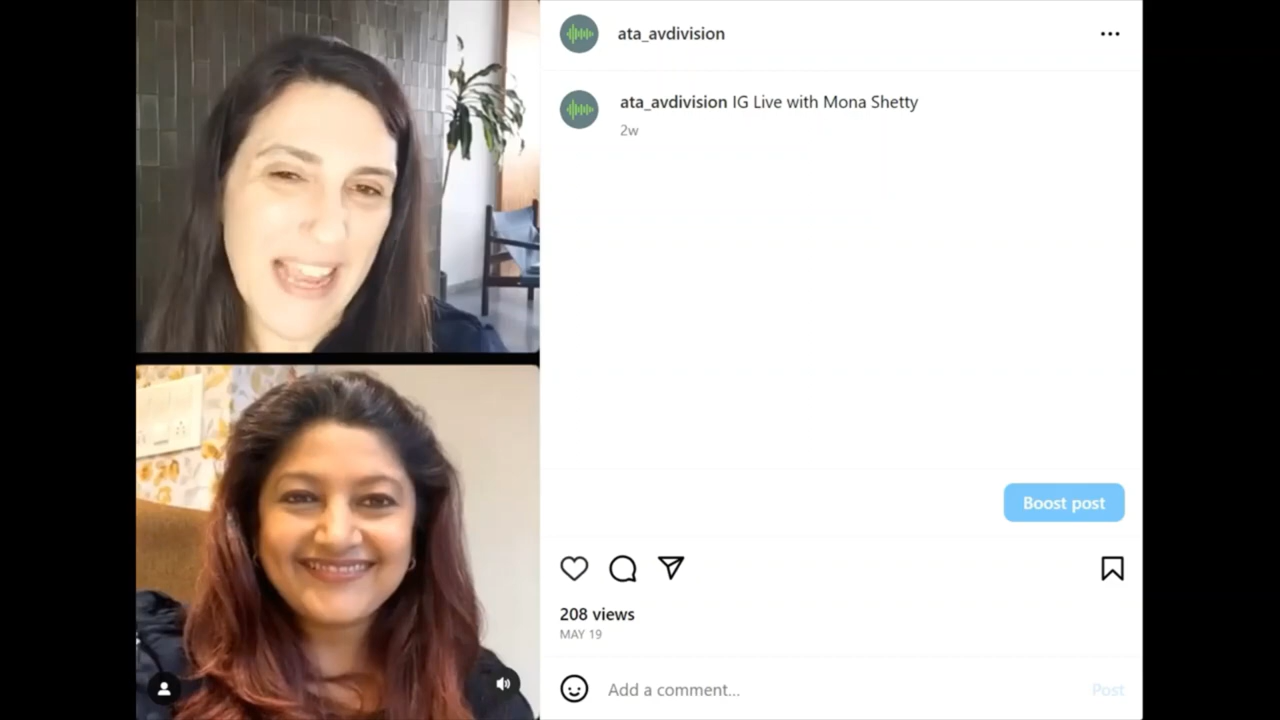 ata_avdivision
ata_avdivision IG Live with Mona Shetty
2w
Boost post
208 views
MAY 19
Add a comment...
Post